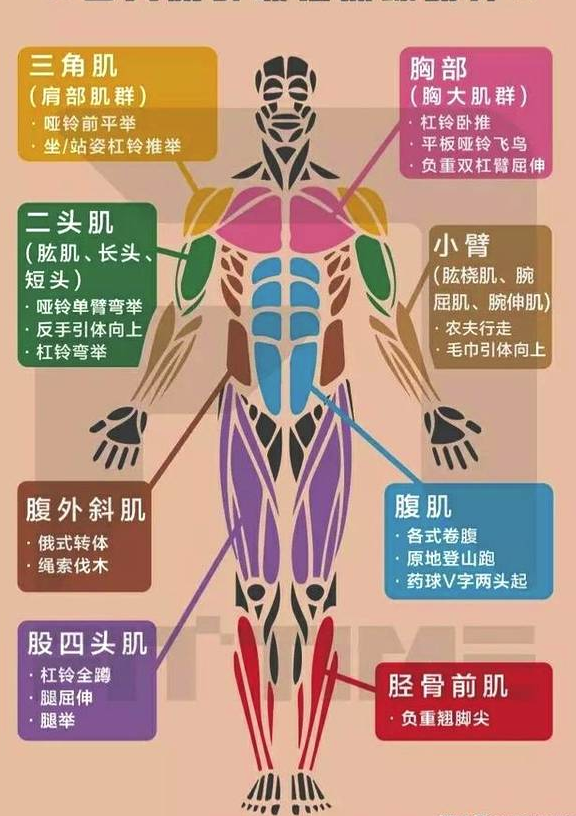 三角肌
(肩部肌群)
· 哑铃前平举
· 坐/站姿杠铃推举
胸部
(胸大肌群)
· 杠铃卧推
· 平板哑铃飞鸟
· 负重双杠臂屈伸
二头肌
(肱肌、长头、
短头)
· 哑铃单臂弯举
· 反手引体向上
· 杠铃弯举
小臂
(肱桡肌、腕
屈肌、腕伸肌)
· 农夫行走
· 毛巾引体向上
腹外斜肌
· 俄式转体
· 绳索伐木
腹肌
· 各式卷腹
· 原地登山跑
· 药球V字两头起
股四头肌
· 杠铃全蹲
· 腿屈伸
· 腿举
胫骨前肌
· 负重翘脚尖